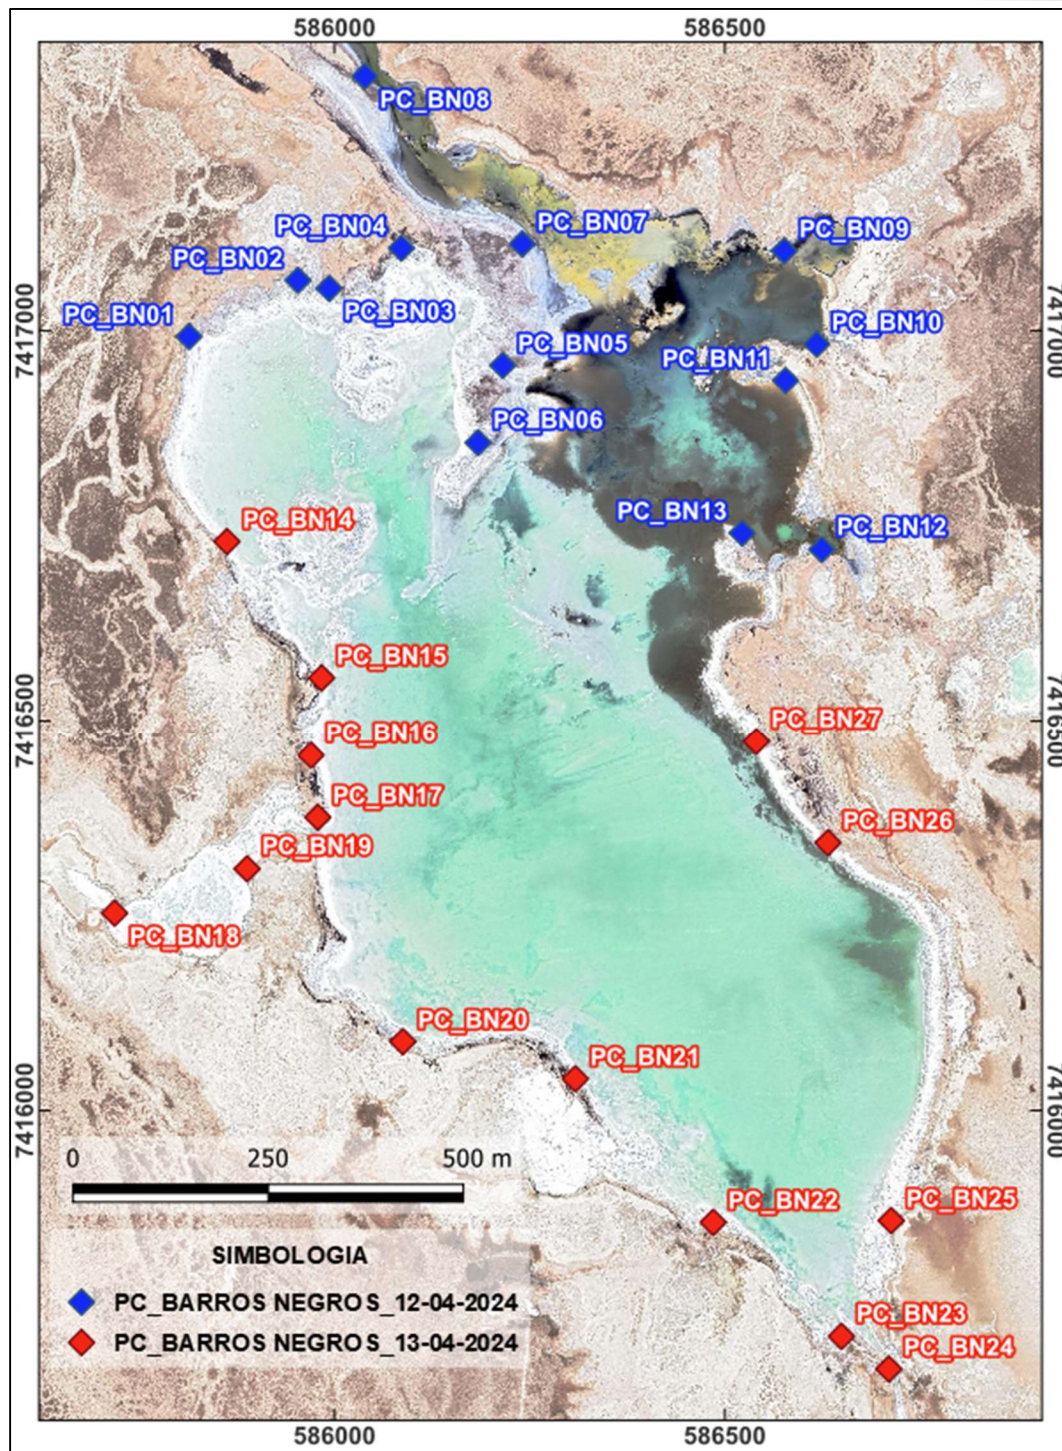 586000
586500
PC_BN08
PC_BN04
PC_BN07
PC_BN09
PC_BN02
PC_BN03
PC_BN01
7417000
7417000
PC_BN10
PC_BN05
PC_BN11
PC_BN06
PC_BN13
PC_BN12
PC_BN14
PC_BN15
7416500
7416500
PC_BN16
PC_BN27
PC_BN17
PC_BN19
PC_BN26
PC_BN18
PC_BN20
PC_BN21
7416000
7416000
0 250 500 m
PC_BN22
PC_BN25
SIMBOLOGIA
PC_BARROS NEGROS_12-04-2024
PC_BARROS NEGROS_13-04-2024
PC_BN23
PC_BN24
586000
586500